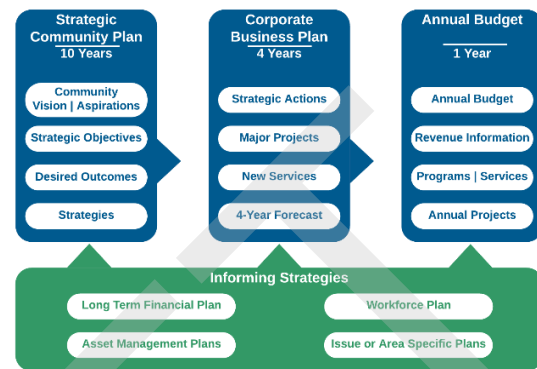 Strategic
Community Plan
10 Years
Community
Vision | Aspirations
Strategic Objectives
Desired Outcomes
Strategies
Corporate
Business Plan
4 Years
Strategic Actions
Major Projects
New Services
4-Year Forecast
Annual Budget
1 Year
Annual Budget
Revenue Information
Programs | Services
Annual Projects
Informing Strategies
Long Term Financial Plan
Workforce Plan
Asset Management Plans
Issue or Area Specific Plans